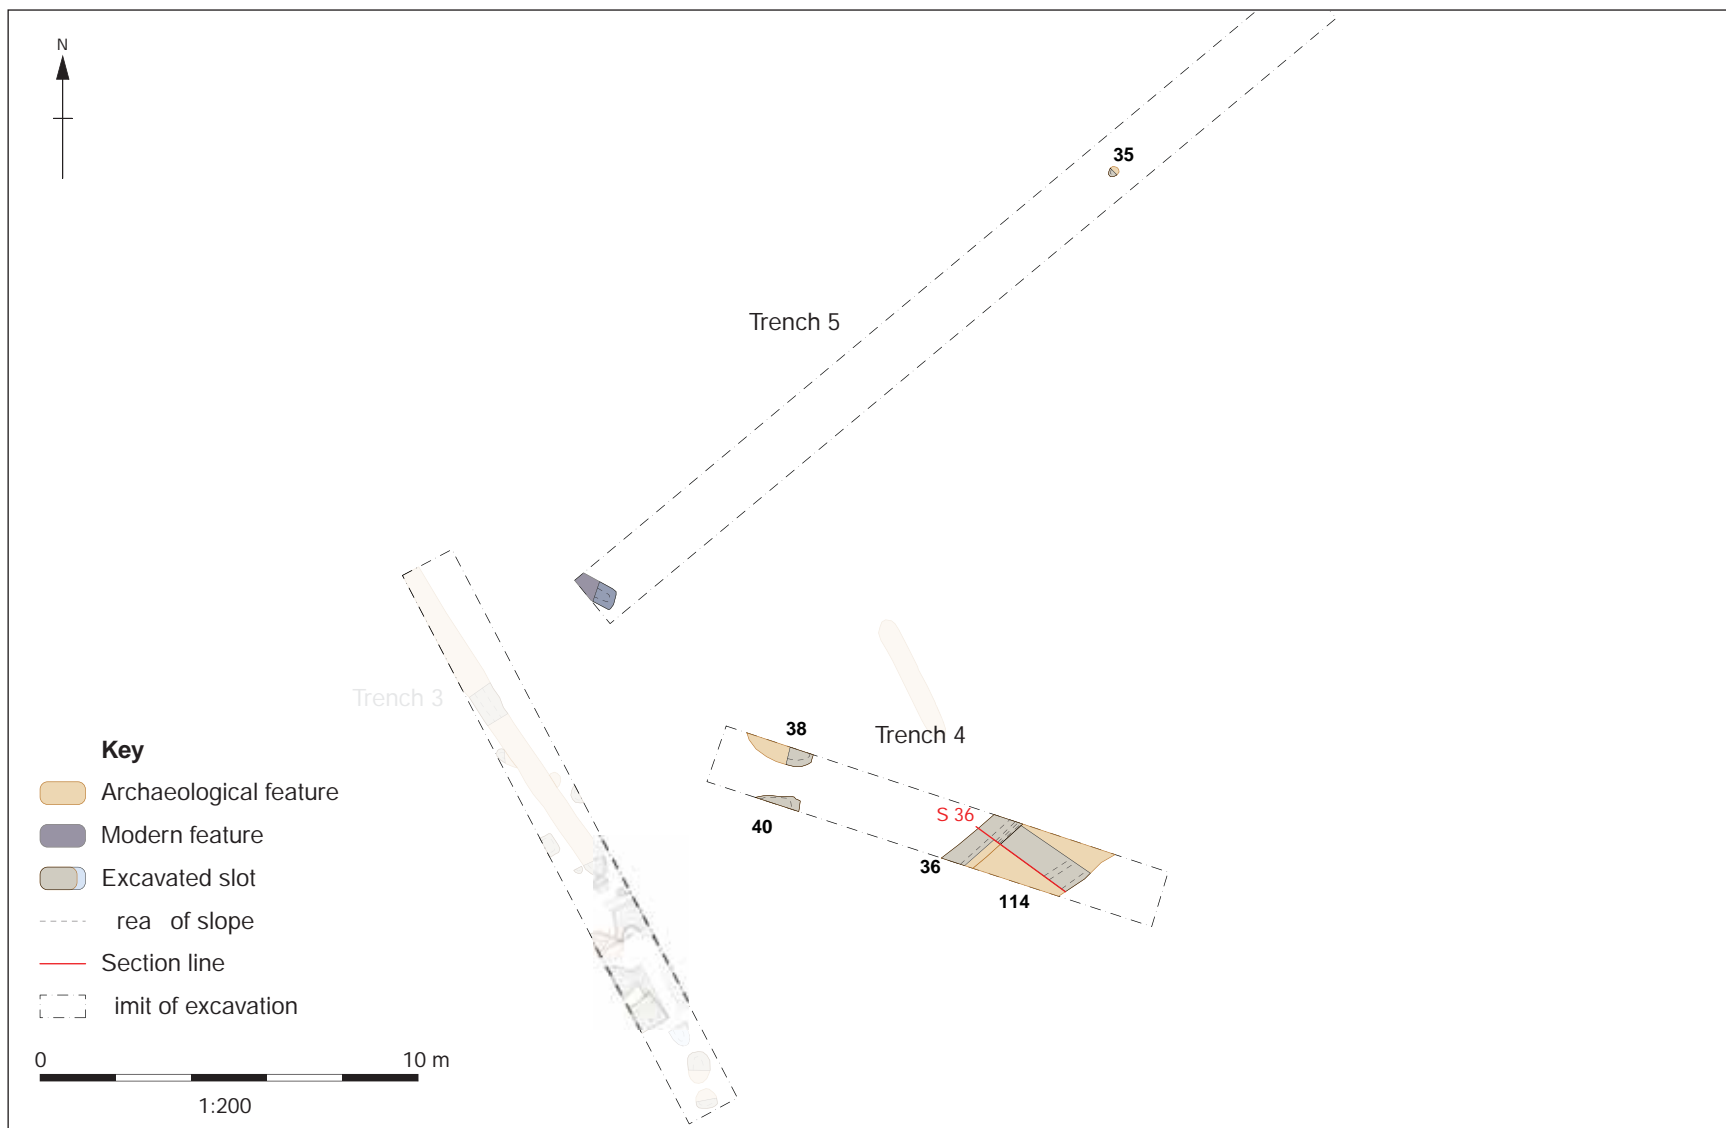 N
35
Trench 5
Trench 3
38
Trench 4
S 36
40
36
114
Key
Archaeological feature
Modern feature
Excavated slot
rea of slope
Section line
imit of excavation
0 10 m
1:200